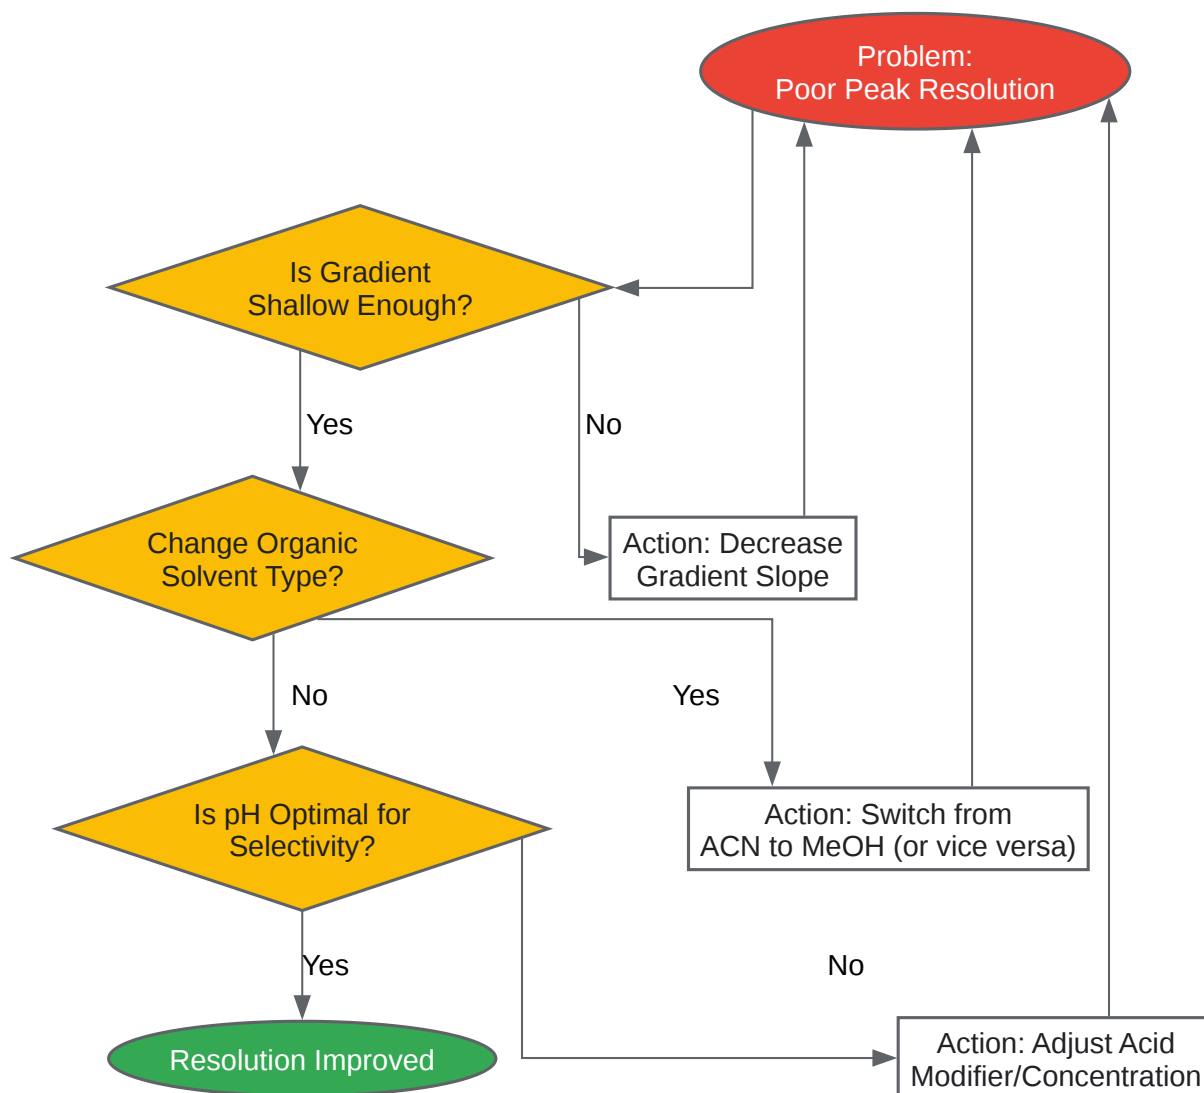 Problem:
Poor Peak Resolution
Is Gradient
Shallow Enough?
Yes
No
Change Organic
Solvent Type?
Action: Decrease
Gradient Slope
No
Yes
Is pH Optimal for
Selectivity?
Action: Switch from
ACN to MeOH (or vice versa)
Yes
No
Resolution Improved
Action: Adjust Acid
Modifier/Concentration